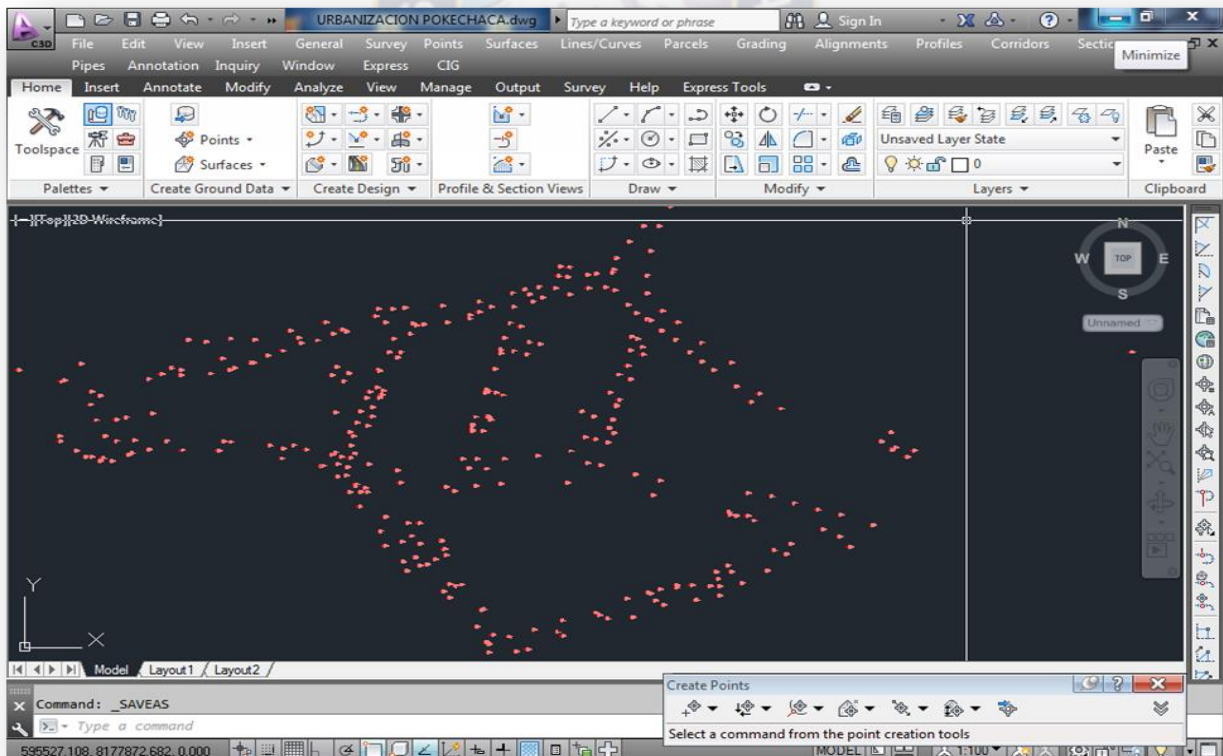 URBANIZACION POKECHACA.dwg Type a keyword or phrase Sign In
C3D File Edit View Insert General Survey Points Surfaces Lines/Curves Parcels Grading Alignments Profiles Corridors
Pipes Annotation Inquiry Window Express CIG Minimize
Home Insert Annotate Modify Analyze View Manage Output Survey Help Express Tools
Toolspace Points Surfaces Unsaved Layer State 0 Paste
Palettes Create Ground Data Create Design Profile & Section Views Draw Modify Layers Clipboard
[–][Top][2D Wireframe]
N
W TOP E
S
Unnamed
Y
X
Model Layout1 Layout2
Command: _SAVEAS
Type a command
Create Points
Select a command from the point creation tools
595527.108, 8177872.682, 0.000 MODEL 1:100